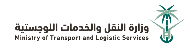 وزارة النقل والخدمات اللوجستية
Ministry of Transport and Logistic Services